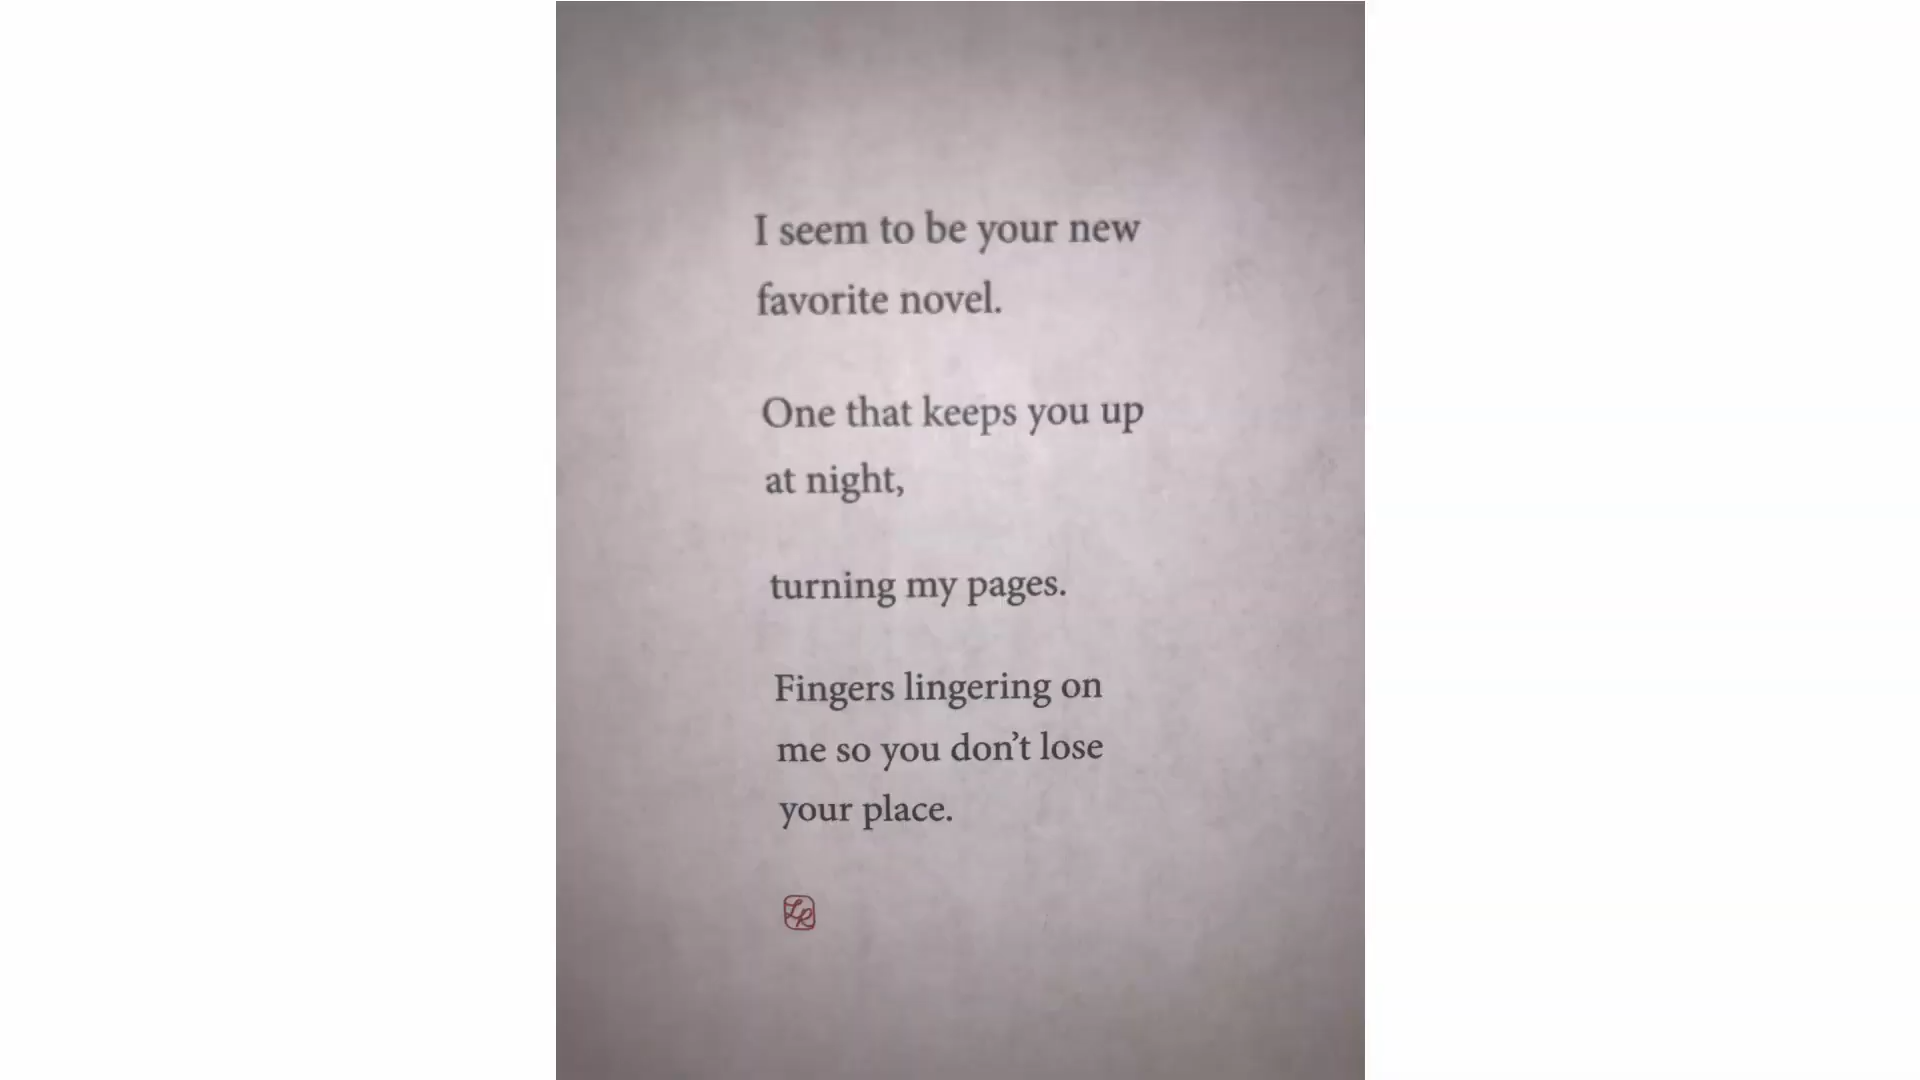 I seem to be your new
favorite novel.
One that keeps you up
at night,
turning my pages.
Fingers lingering on
me so you don’t lose
your place.
LR